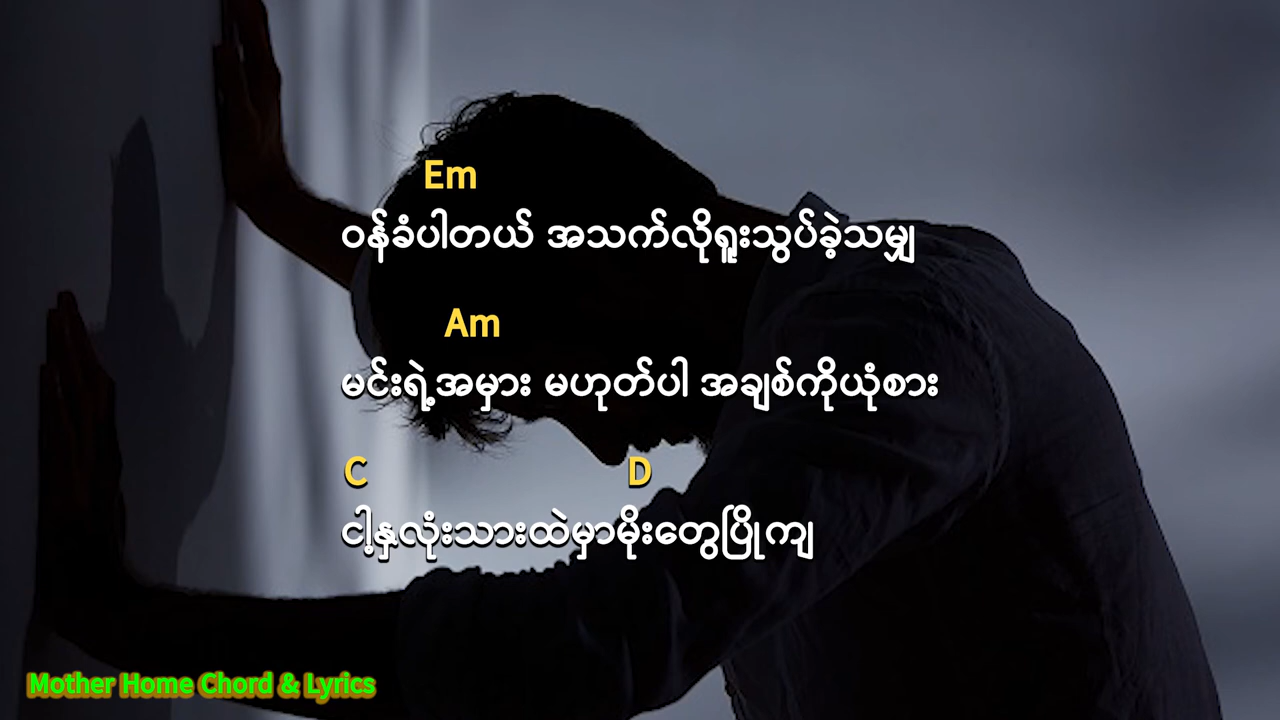 Em
ဝန်ခံပါတယ် အသက်လိုရူးသွပ်ခဲ့သမျှ
Am
မင်းရဲ့အမှား မဟုတ်ပါ အချစ်ကိုယုံစား
C D
ငါ့နှလုံးသားထဲမှာမိုးတွေပြိုကျ
Mother Home Chord & Lyrics